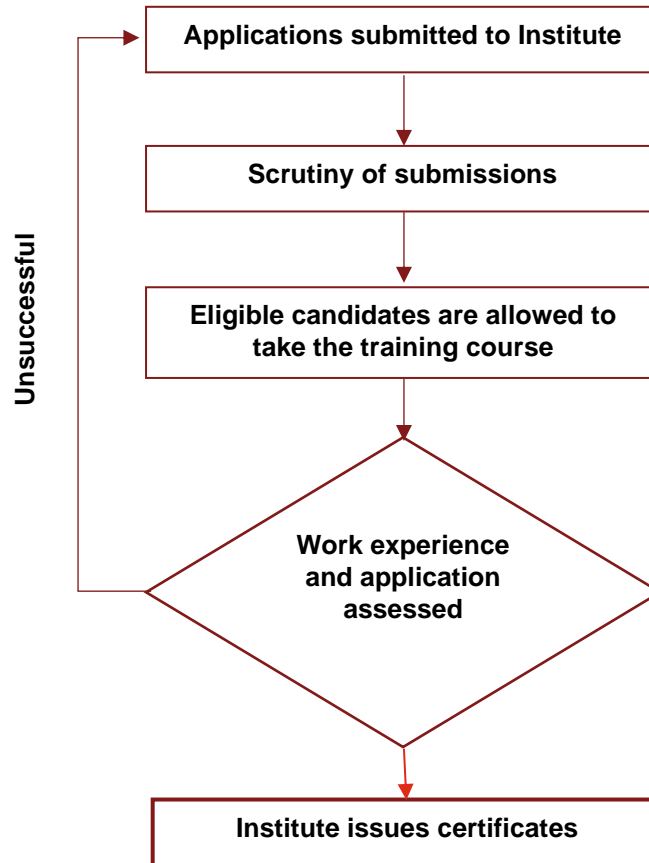 Applications submitted to Institute
Scrutiny of submissions
Eligible candidates are allowed to
take the training course
Unsuccessful
Work experience
and application
assessed
Institute issues certificates